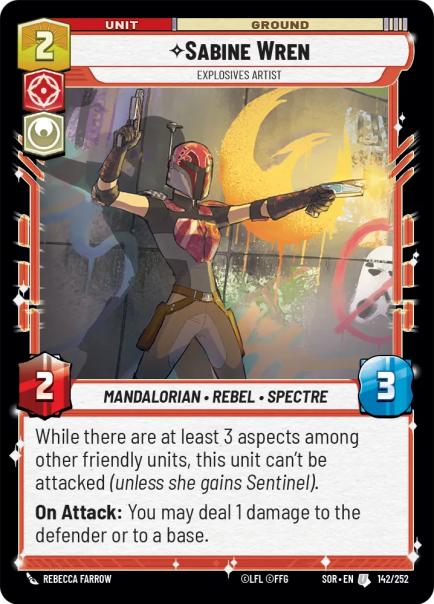 UNIT GROUND
2
✧SABINE WREN
EXPLOSIVES ARTIST
2
3
MANDALORIAN • REBEL • SPECTRE
While there are at least 3 aspects among
other friendly units, this unit can't be
attacked (unless she gains Sentinel).
On Attack: You may deal 1 damage to the
defender or to a base.
REBECCA FARROW ©LFL ©FFG SOR • EN U 142/252